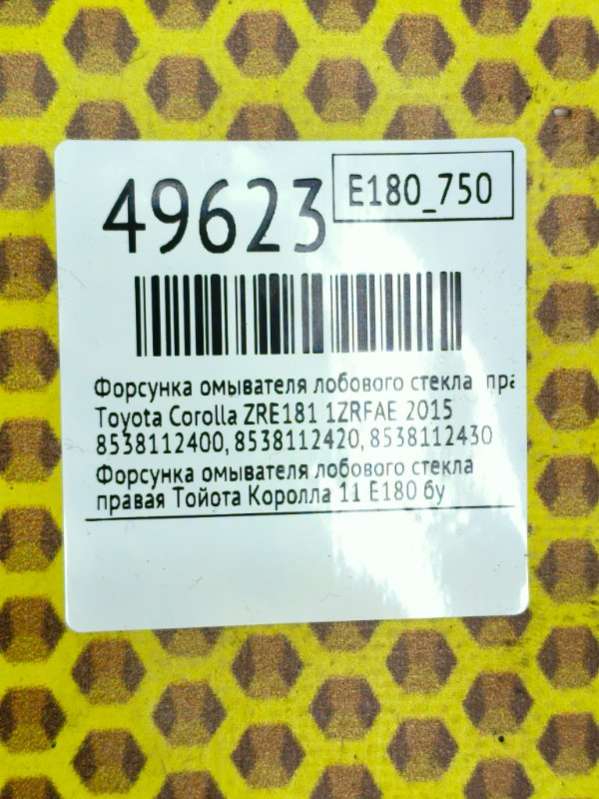 49623
E180_750
Форсунка омывателя лобового стекла пра
Toyota Corolla ZRE181 1ZRFAE 2015
8538112400, 8538112420, 8538112430
Форсунка омывателя лобового стекла
правая Тойота Королла 11 Е180 бу